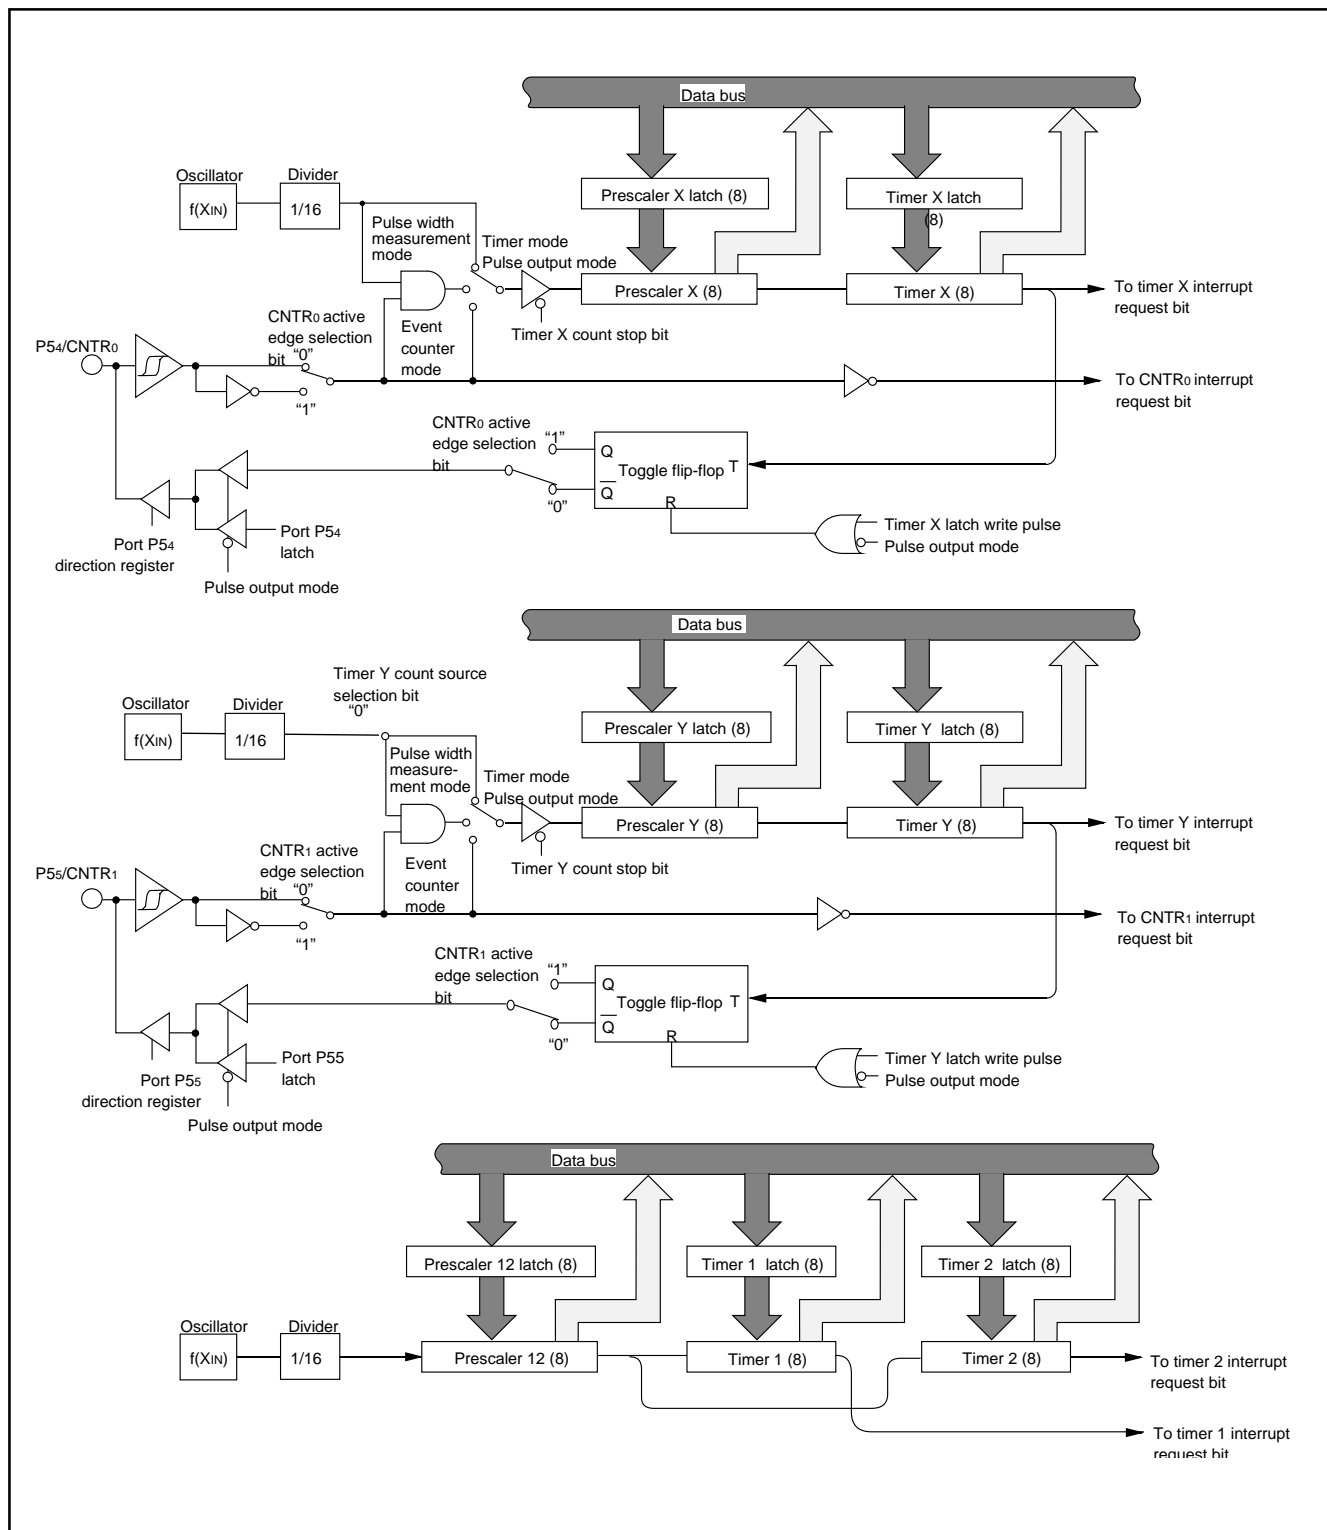 Data bus
Oscillator
Divider
f(XIN)
1/16
Prescaler X latch (8)
Timer X latch
(8)
Pulse width
measurement
mode
Timer mode
Pulse output mode
Prescaler X (8)
Timer X (8)
To timer X interrupt
request bit
Timer X count stop bit
CNTR0 active
edge selection
bit
"0"
Event
counter
mode
P54/CNTR0
"1"
To CNTR0 interrupt
request bit
CNTR0 active
edge selection
bit
"1"
Q
Toggle flip-flop
T
Q
R
"0"
Timer X latch write pulse
Pulse output mode
Port P54
latch
Port P54
direction register
Pulse output mode
Data bus
Timer Y count source
selection bit
"0"
Oscillator
Divider
f(XIN)
1/16
Prescaler Y latch (8)
Timer Y latch (8)
Pulse width
measure-
ment mode
Timer mode
Pulse output mode
Prescaler Y (8)
Timer Y (8)
To timer Y interrupt
request bit
Timer Y count stop bit
CNTR1 active
edge selection
bit
"0"
Event
counter
mode
P55/CNTR1
"1"
To CNTR1 interrupt
request bit
CNTR1 active
edge selection
bit
"1"
Q
Toggle flip-flop
T
Q
R
"0"
Timer Y latch write pulse
Pulse output mode
Port P55
latch
Port P55
direction register
Pulse output mode
Data bus
Prescaler 12 latch (8)
Timer 1 latch (8)
Timer 2 latch (8)
Oscillator
Divider
f(XIN)
1/16
Prescaler 12 (8)
Timer 1 (8)
Timer 2 (8)
To timer 2 interrupt
request bit
To timer 1 interrupt
request bit